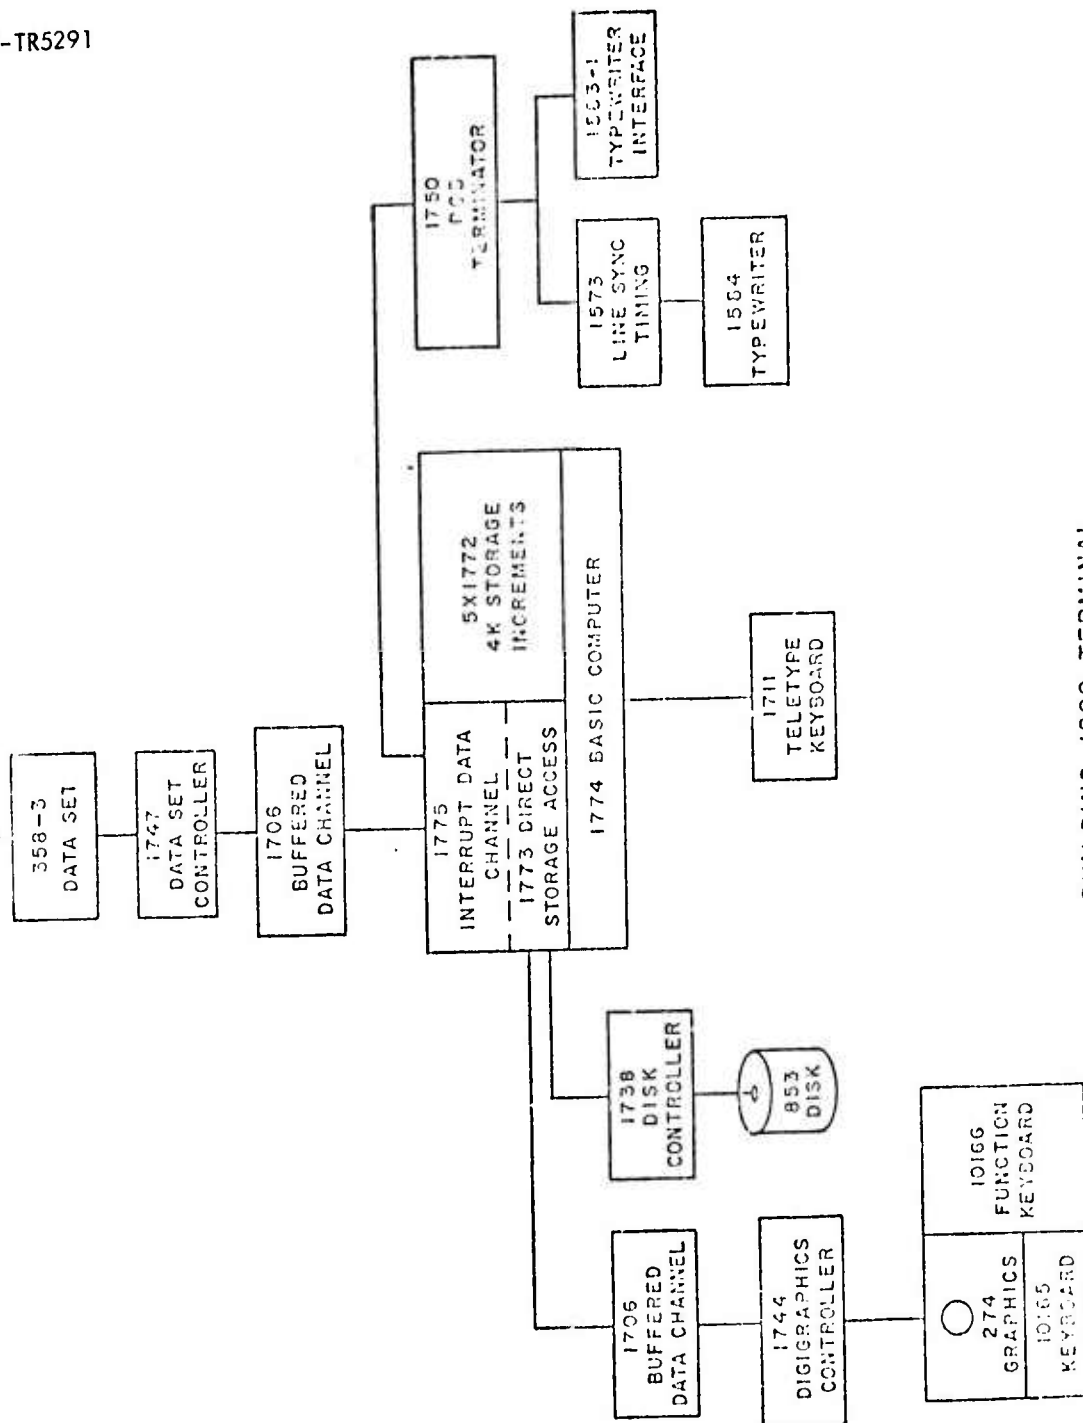 -TR5291
358-3
DATA SET
1747
DATA SET
CONTROLLER
1706
BUFFERED
DATA CHANNEL
1775
INTERRUPT DATA
CHANNEL
1773 DIRECT
STORAGE ACCESS
5X1772
4K STORAGE
INCREMENTS
1774 BASIC COMPUTER
1750
TERMINATOR
1573
LINE SYNC
TIMING
TYPEWRITER
INTERFACE
1564
TYPEWRITER
1711
TELETYPE
KEYBOARD
1738
DISK
CONTROLLER
853
DISK
1706
BUFFERED
DATA CHANNEL
1744
DIGIGRAPHICS
CONTROLLER
274
GRAPHICS
10165
KEYBOARD
10166
FUNCTION
KEYBOARD
TERMINAL